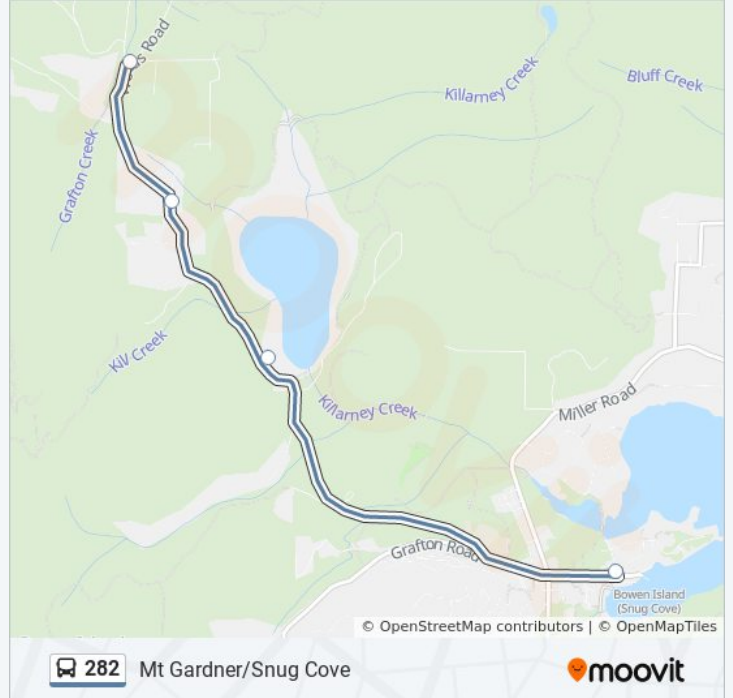 s Road
Killarney Creek
Bluff Creek
Grafton Creek
Kill Creek
Killarney Creek
Miller Road
Grafton Road
Bowen Island
(Snug Cove)
© OpenStreetMap contributors | © OpenMapTiles
282 Mt Gardner/Snug Cove
moovit